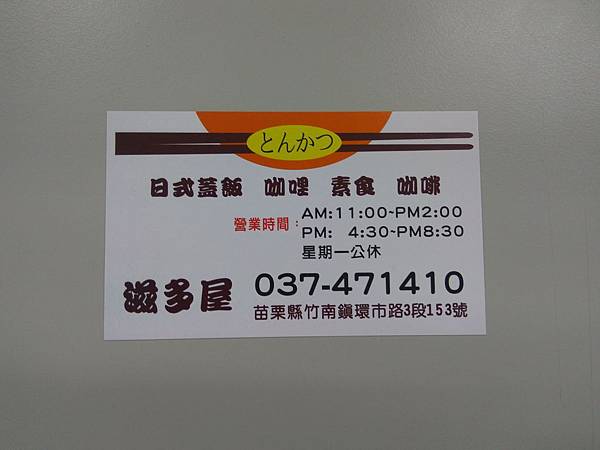 とんかつ
日式蓋飯 咖哩 素食 咖啡
營業時間：AM:11:00~PM2:00
PM: 4:30~PM8:30
星期一公休
滋多屋 037-471410
苗栗縣竹南鎮環市路3段153號